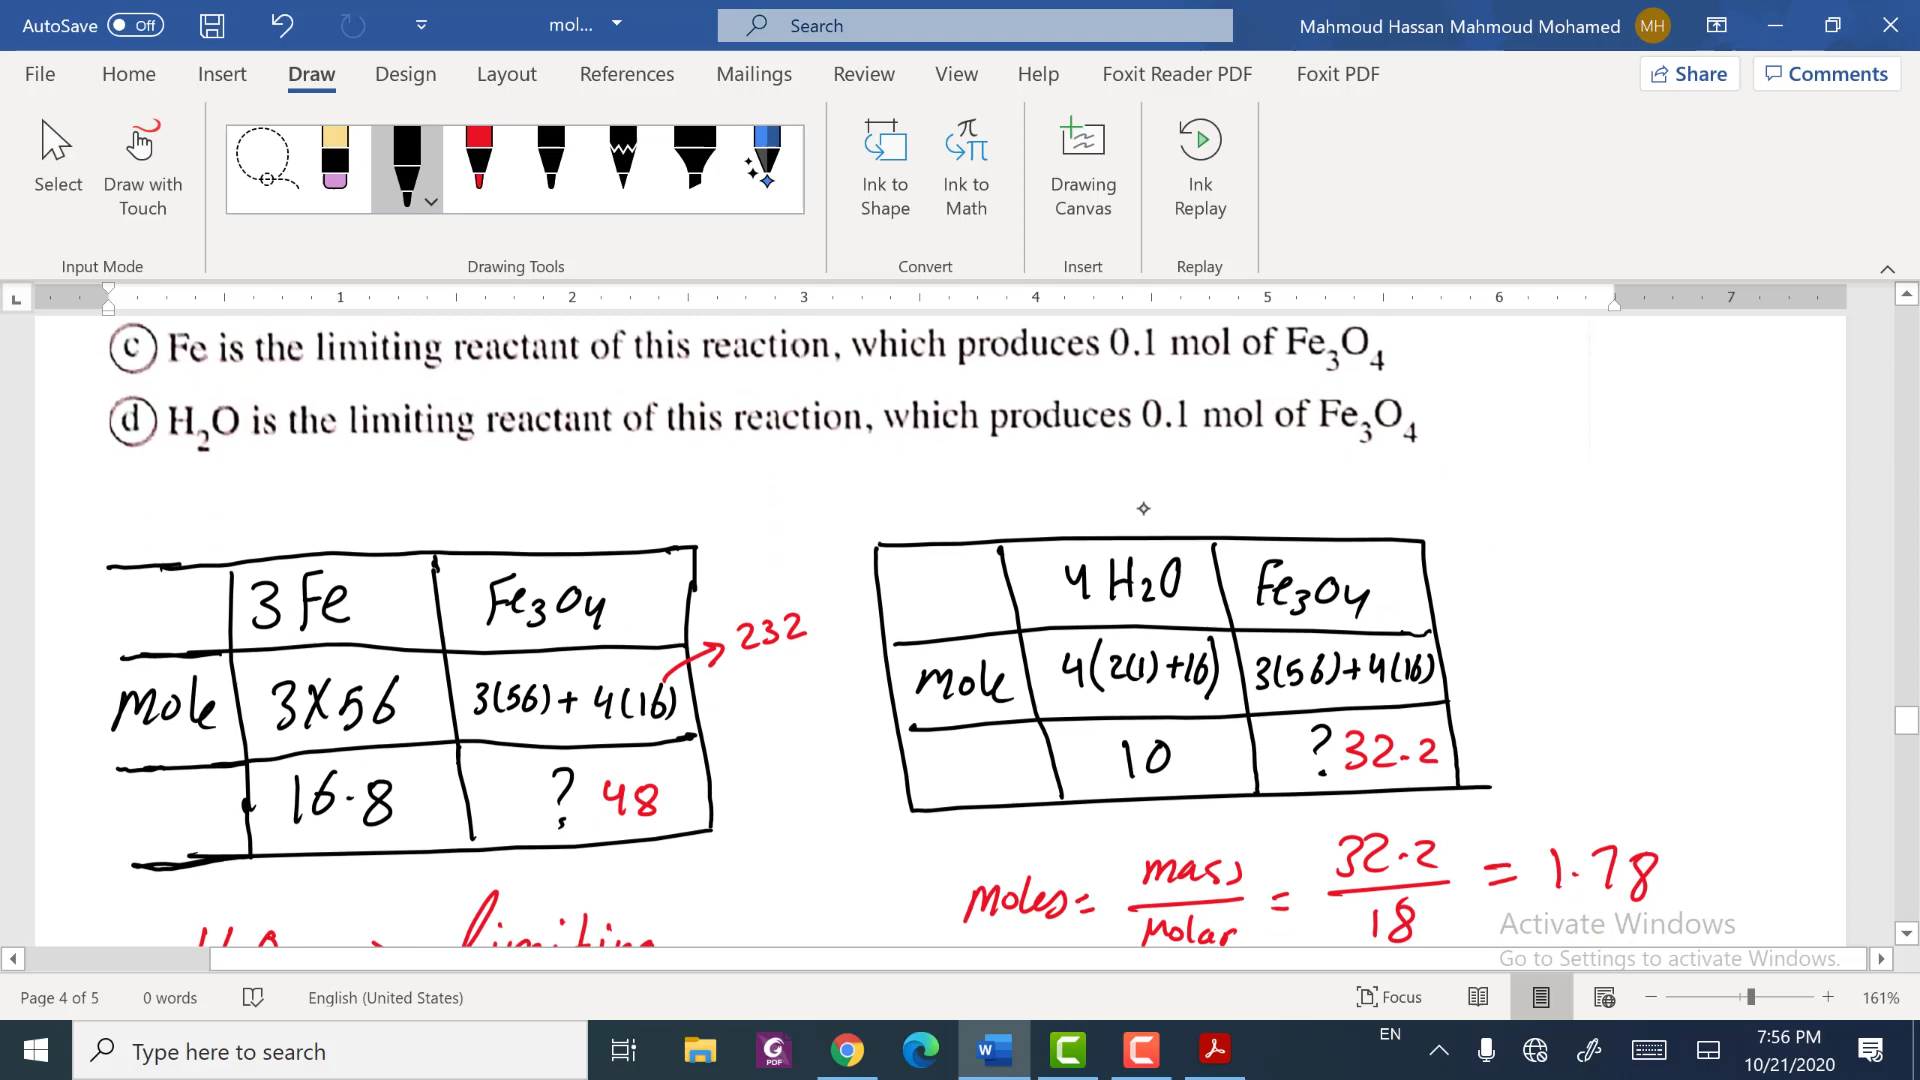 AutoSave Off mol... Search Mahmoud Hassan Mahmoud Mohamed MH
File Home Insert Draw Design Layout References Mailings Review View Help Foxit Reader PDF Foxit PDF Share Comments
Select Draw with Touch Ink to Shape Ink to Math Drawing Canvas Ink Replay
Input Mode Drawing Tools Convert Insert Replay
1 2 3 4 5 6 7
c Fe is the limiting reactant of this reaction, which produces 0.1 mol of Fe₃O₄
d H₂O is the limiting reactant of this reaction, which produces 0.1 mol of Fe₃O₄
3 Fe Fe₃O₄
mole 3×56 3(56)+4(16) → 232
16.8 ? 48
4 H₂O Fe₃O₄
mole 4(2(1)+16) 3(56)+4(16)
10 ? 32.2
moles = mass / molar = 32.2 / 18 = 1.78
limiting
Activate Windows
Go to Settings to activate Windows.
Page 4 of 5 0 words English (United States) Focus 161%
Type here to search W EN 7:56 PM
10/21/2020